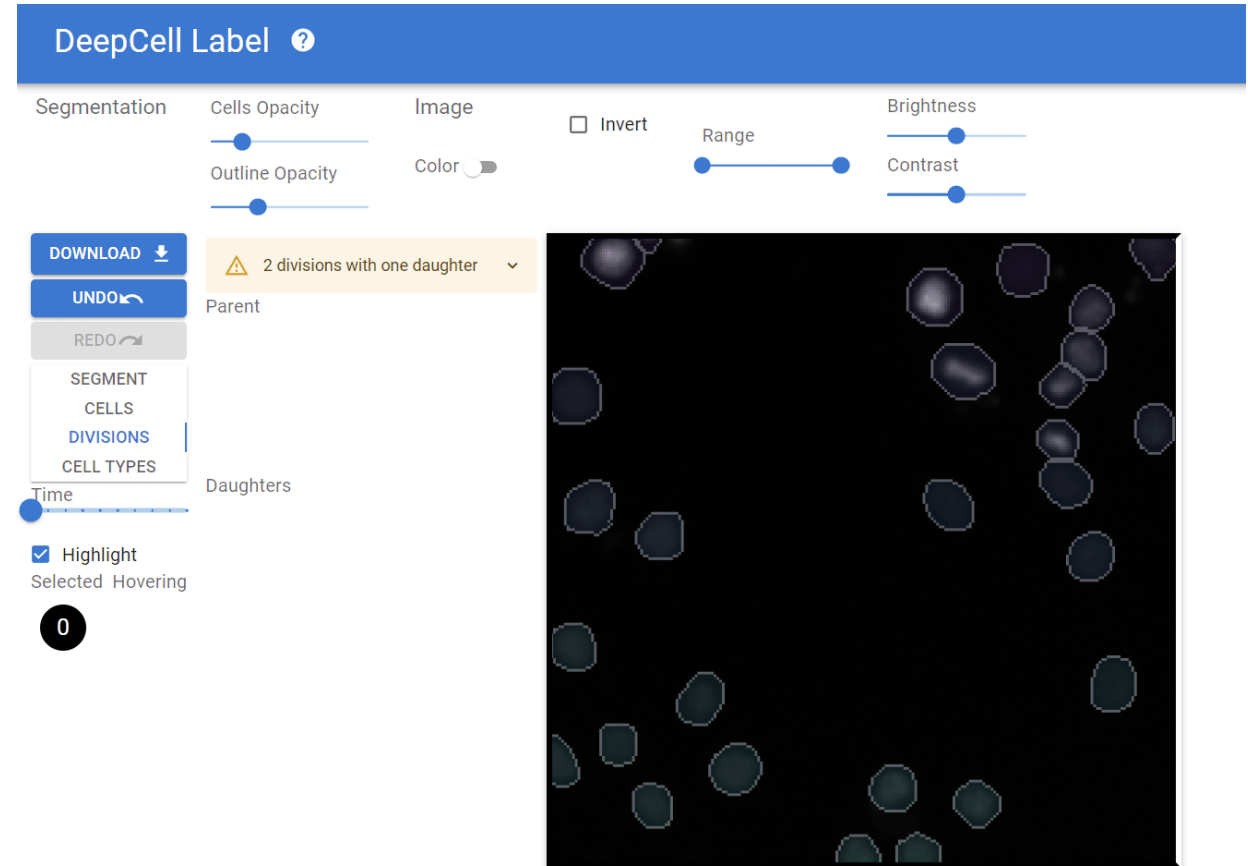 DeepCell Label ?
Segmentation
Cells Opacity
Outline Opacity
Image
Color
Invert
Range
Brightness
Contrast
DOWNLOAD
UNDO
REDO
SEGMENT
CELLS
DIVISIONS
CELL TYPES
Time
Highlight
Selected Hovering
0
2 divisions with one daughter
Parent
Daughters